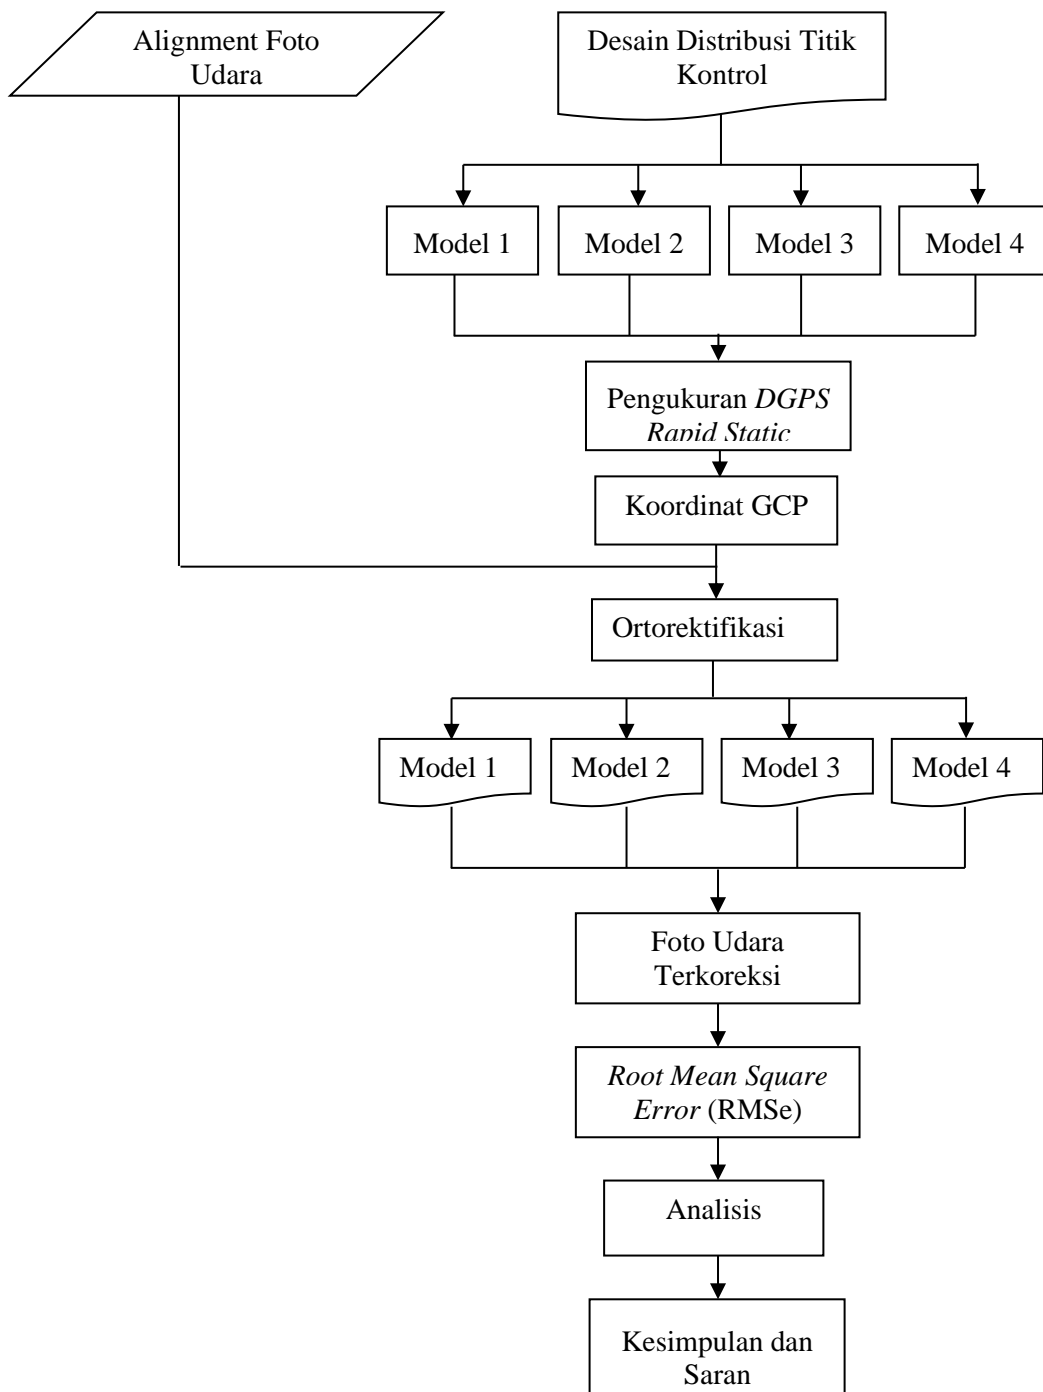 Alignment Foto
Udara
Desain Distribusi Titik
Kontrol
Model 1
Model 2
Model 3
Model 4
Pengukuran DGPS
Rapid Static
Koordinat GCP
Ortorektifikasi
Model 1
Model 2
Model 3
Model 4
Foto Udara
Terkoreksi
Root Mean Square
Error (RMSe)
Analisis
Kesimpulan dan
Saran